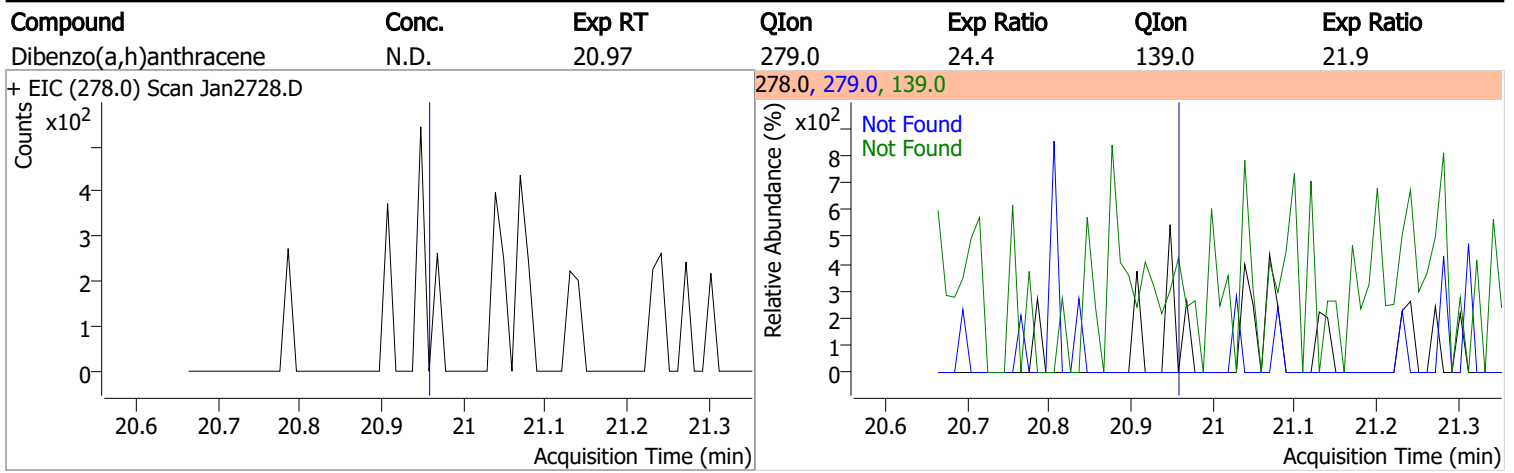 Compound Conc. Exp RT QIon Exp Ratio QIon Exp Ratio
Dibenzo(a,h)anthracene N.D. 20.97 279.0 24.4 139.0 21.9
+ EIC (278.0) Scan Jan2728.D
Counts
x10²
4
3
2
1
0
20.6 20.7 20.8 20.9 21 21.1 21.2 21.3
Acquisition Time (min)
278.0, 279.0, 139.0
Relative Abundance (%)
x10²
Not Found
Not Found
8
7
6
5
4
3
2
1
0
20.6 20.7 20.8 20.9 21 21.1 21.2 21.3
Acquisition Time (min)